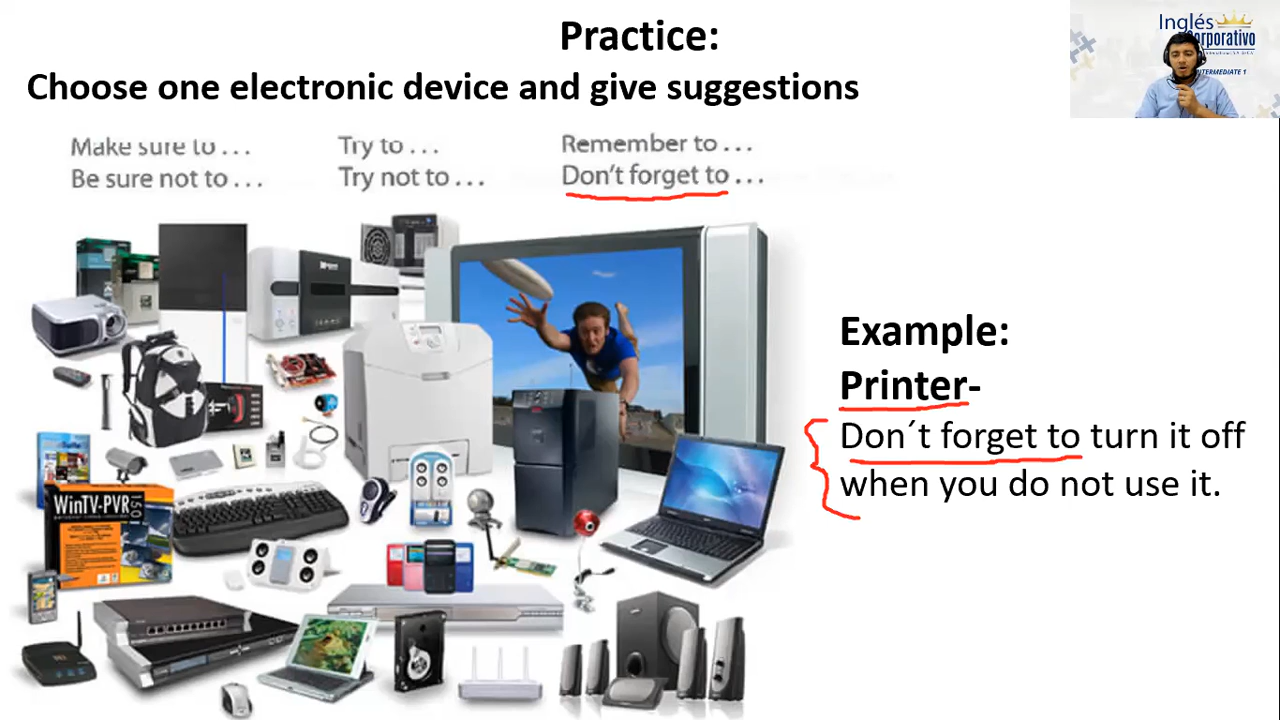 Practice:
Choose one electronic device and give suggestions
Make sure to . . .
Try to . . .
Remember to . . .
Be sure not to . . .
Try not to . . .
Don't forget to . . .
Example:
Printer-
Don´t forget to turn it off
when you do not use it.
Inglés
Corporativo
INTERMEDIATE 1
WinTV-PVR
150